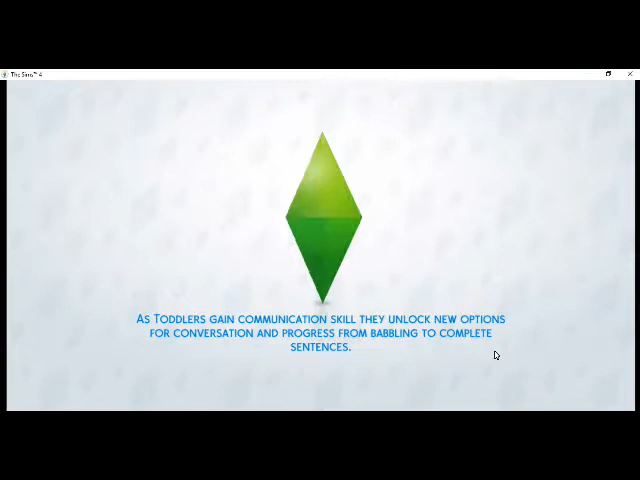 The Sims™ 4
As Toddlers gain communication skill they unlock new options
for conversation and progress from babbling to complete
sentences.